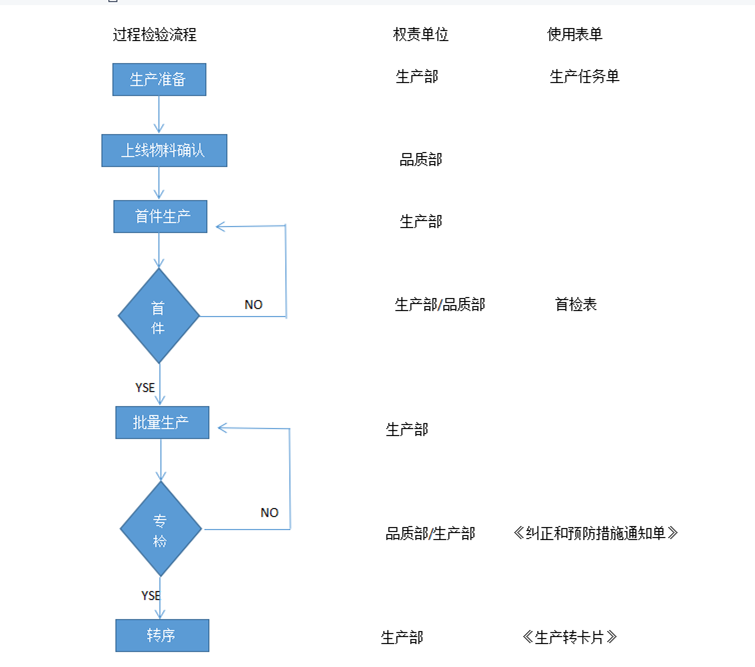 过程检验流程 权责单位 使用表单
生产准备 生产部 生产任务单
上线物料确认 品质部
首件生产 生产部
首
件
NO 生产部/品质部 首检表
YSE
批量生产 生产部
NO
专
检
品质部/生产部 《纠正和预防措施通知单》
YSE
转序 生产部 《生产转卡片》